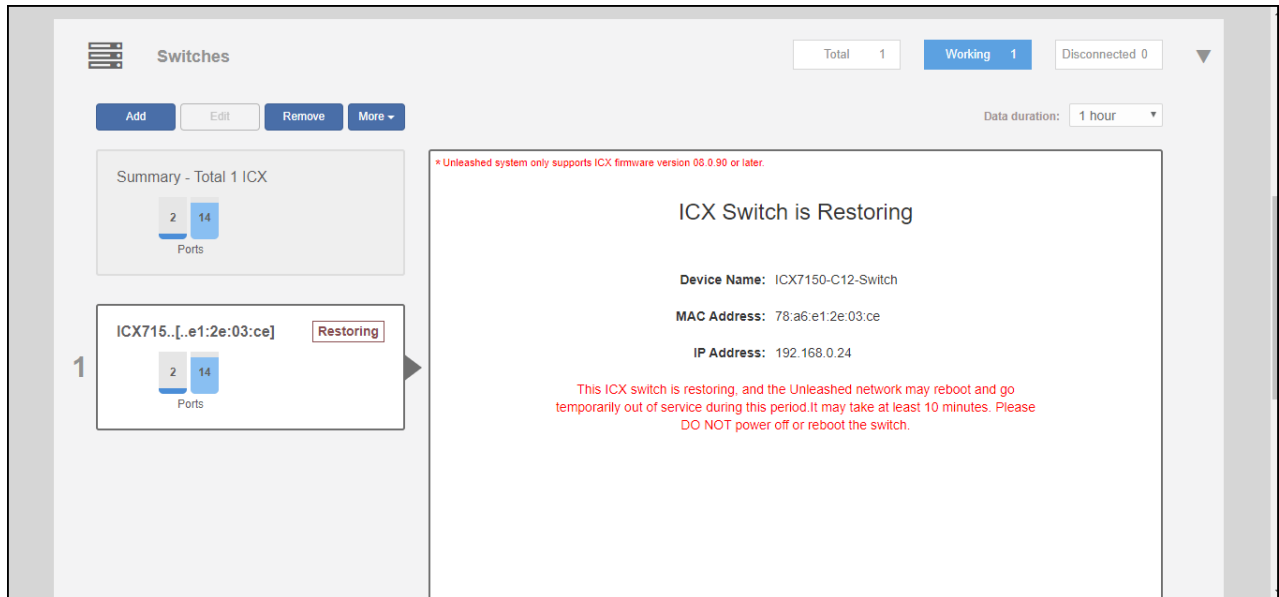 Switches
Total 1
Working 1
Disconnected 0
Add
Edit
Remove
More
Data duration: 1 hour
Summary - Total 1 ICX
2 14
Ports
1
ICX715..[..e1:2e:03:ce]
Restoring
2 14
Ports
* Unleashed system only supports ICX firmware version 08.0.90 or later.
ICX Switch is Restoring
Device Name: ICX7150-C12-Switch
MAC Address: 78:a6:e1:2e:03:ce
IP Address: 192.168.0.24
This ICX switch is restoring, and the Unleashed network may reboot and go
temporarily out of service during this period.It may take at least 10 minutes. Please
DO NOT power off or reboot the switch.